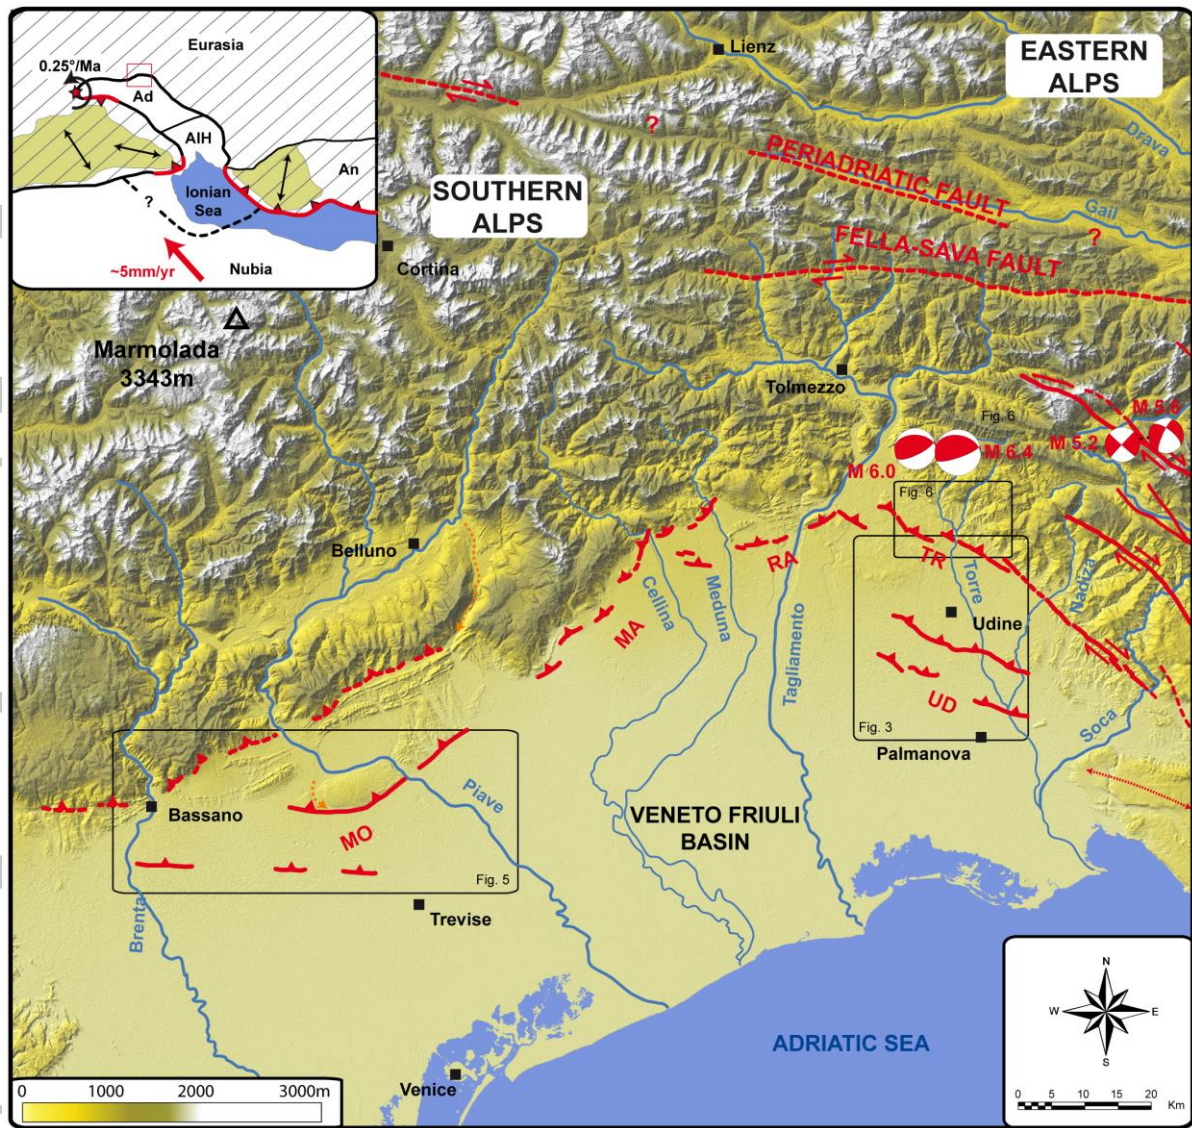 Eurasia
0.25°/Ma
Ad
AIH
An
Ionian
Sea
?
~5mm/yr
Nubia
Lienz
EASTERN
ALPS
Drava
?
PERIADRIATIC FAULT
Gail
?
SOUTHERN
ALPS
FELLA-SAVA FAULT
Cortina
Marmolada
3343m
Tolmezzo
Fig. 6
M 5.6
M 5.2
M 6.4
M 6.0
Fig. 6
Belluno
RA
TR
Cellina
Meduna
Torre
Nadiza
MA
Udine
Tagliamento
UD
Soca
Fig. 3
Palmanova
Piave
Bassano
MO
VENETO FRIULI
BASIN
Fig. 5
Trevise
Brenta
N
W
E
S
ADRIATIC SEA
Venice
0 1000 2000 3000m
0 5 10 15 20
Km